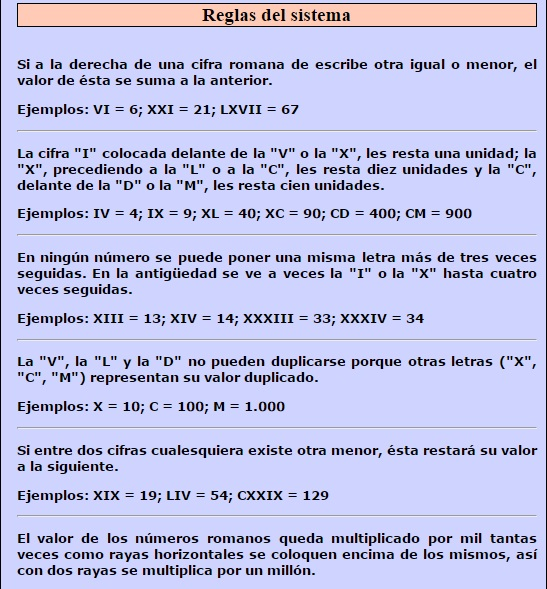 Reglas del sistema
Si a la derecha de una cifra romana de escribe otra igual o menor, el
valor de ésta se suma a la anterior.
Ejemplos: VI = 6; XXI = 21; LXVII = 67
La cifra "I" colocada delante de la "V" o la "X", les resta una unidad; la
"X", precediendo a la "L" o a la "C", les resta diez unidades y la "C",
delante de la "D" o la "M", les resta cien unidades.
Ejemplos: IV = 4; IX = 9; XL = 40; XC = 90; CD = 400; CM = 900
En ningún número se puede poner una misma letra más de tres veces
seguidas. En la antigüedad se ve a veces la "I" o la "X" hasta cuatro
veces seguidas.
Ejemplos: XIII = 13; XIV = 14; XXXIII = 33; XXXIV = 34
La "V", la "L" y la "D" no pueden duplicarse porque otras letras ("X",
"C", "M") representan su valor duplicado.
Ejemplos: X = 10; C = 100; M = 1.000
Si entre dos cifras cualesquiera existe otra menor, ésta restará su valor
a la siguiente.
Ejemplos: XIX = 19; LIV = 54; CXXIX = 129
El valor de los números romanos queda multiplicado por mil tantas
veces como rayas horizontales se coloquen encima de los mismos, así
con dos rayas se multiplica por un millón.